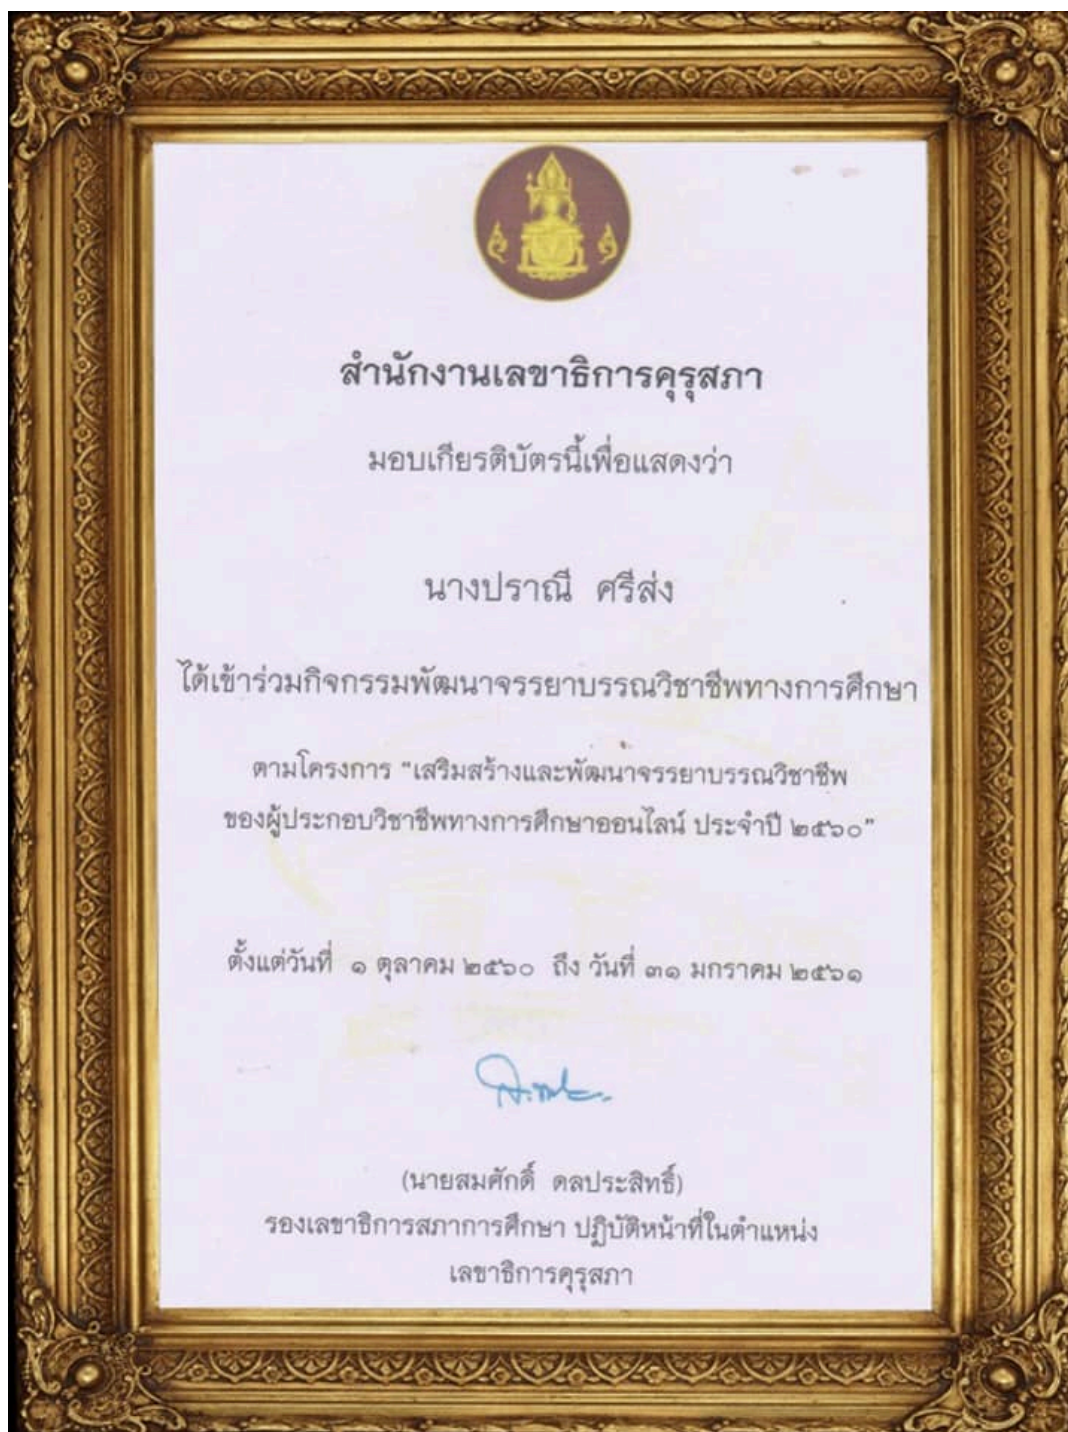 สำนักงานเลขาธิการคุรุสภา
มอบเกียรติบัตรนี้เพื่อแสดงว่า
นางปราณี ศรีส่ง
ได้เข้าร่วมกิจกรรมพัฒนาจรรยาบรรณวิชาชีพทางการศึกษา
ตามโครงการ “เสริมสร้างและพัฒนาจรรยาบรรณวิชาชีพ
ของผู้ประกอบวิชาชีพทางการศึกษาออนไลน์ ประจำปี ๒๕๖๐”
ตั้งแต่วันที่ ๑ ตุลาคม ๒๕๖๐ ถึง วันที่ ๓๑ มกราคม ๒๕๖๑
(นายสมศักดิ์ ดลประสิทธิ์)
รองเลขาธิการสภาการศึกษา ปฏิบัติหน้าที่ในตำแหน่ง
เลขาธิการคุรุสภา